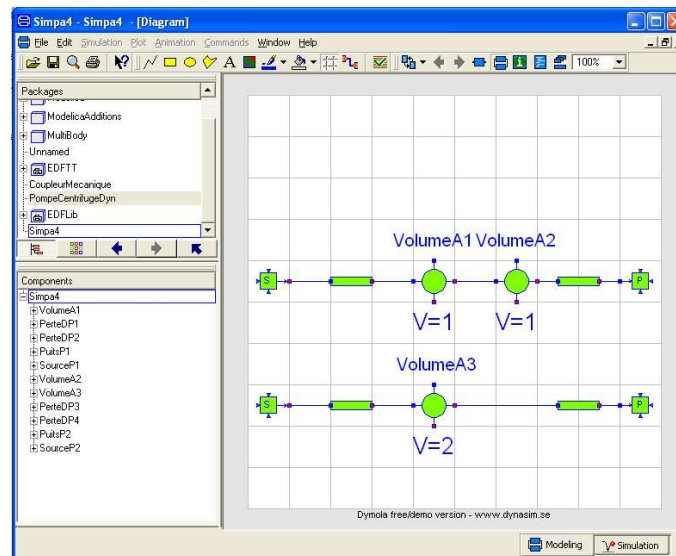 Simpa4 - Simpa4 - [Diagram]
File Edit Simulation Plot Animation Commands Window Help
A 100%
Packages
ModelicaAdditions
MultiBody
Unnamed
EDFTT
CoupleurMecanique
PompeCentrifugeDyn
EDFLib
Simpa4
Components
Simpa4
VolumeA1
PerteDP1
PerteDP2
PuitsP1
SourceP1
VolumeA2
VolumeA3
PerteDP3
PerteDP4
PuitsP2
SourceP2
VolumeA1 VolumeA2
S P
V=1 V=1
VolumeA3
S P
V=2
Dymola free/demo version - www.dynasim.se
Modeling Simulation